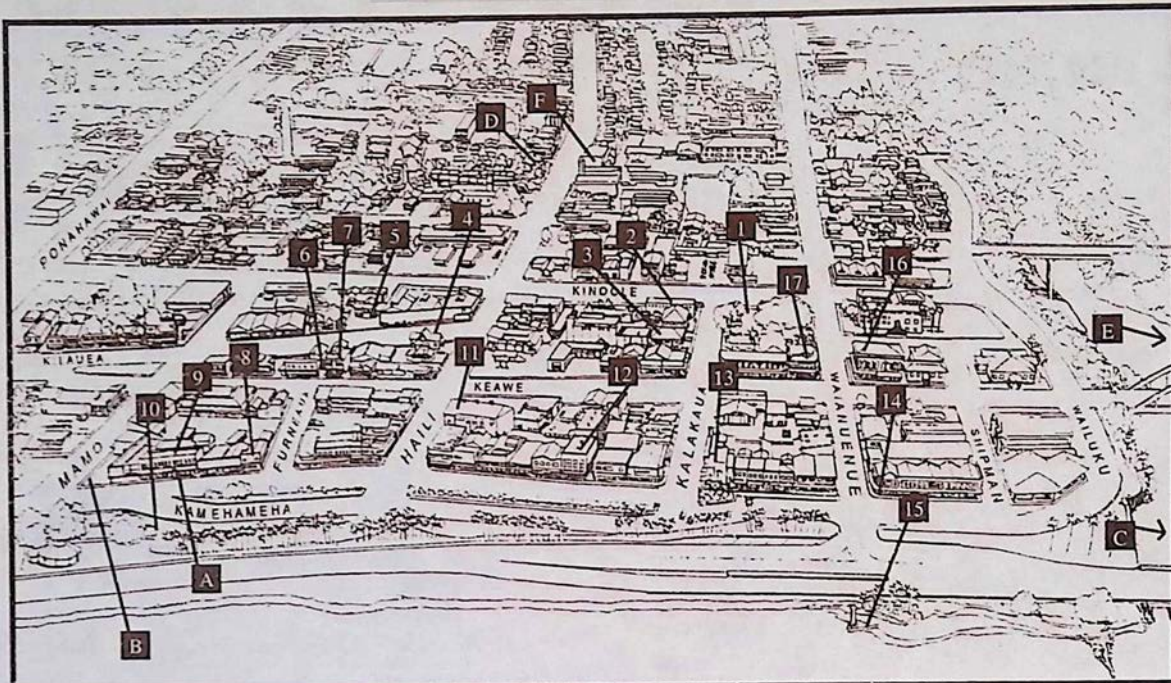 F
D
PONAHAWAI
4
2
1
7
5
6
3
16
17
KINOOLE
E
KILAUEA
11
8
9
12
13
KEAWE
14
10
MAMO
FURNEAUX
HAILI
KALAKAUA
WAIANUENUE
SHIPMAN
WAILUKU
KAMEHAMEHA
15
C
A
B